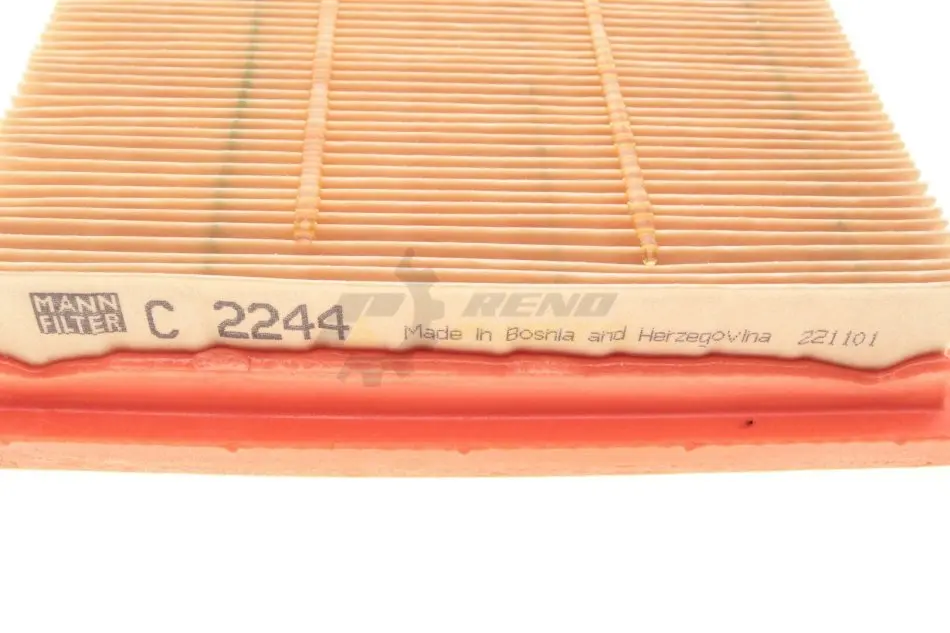 MANN
FILTER
C 2244
Made in Bosnia and Herzegovina 221101
RENO